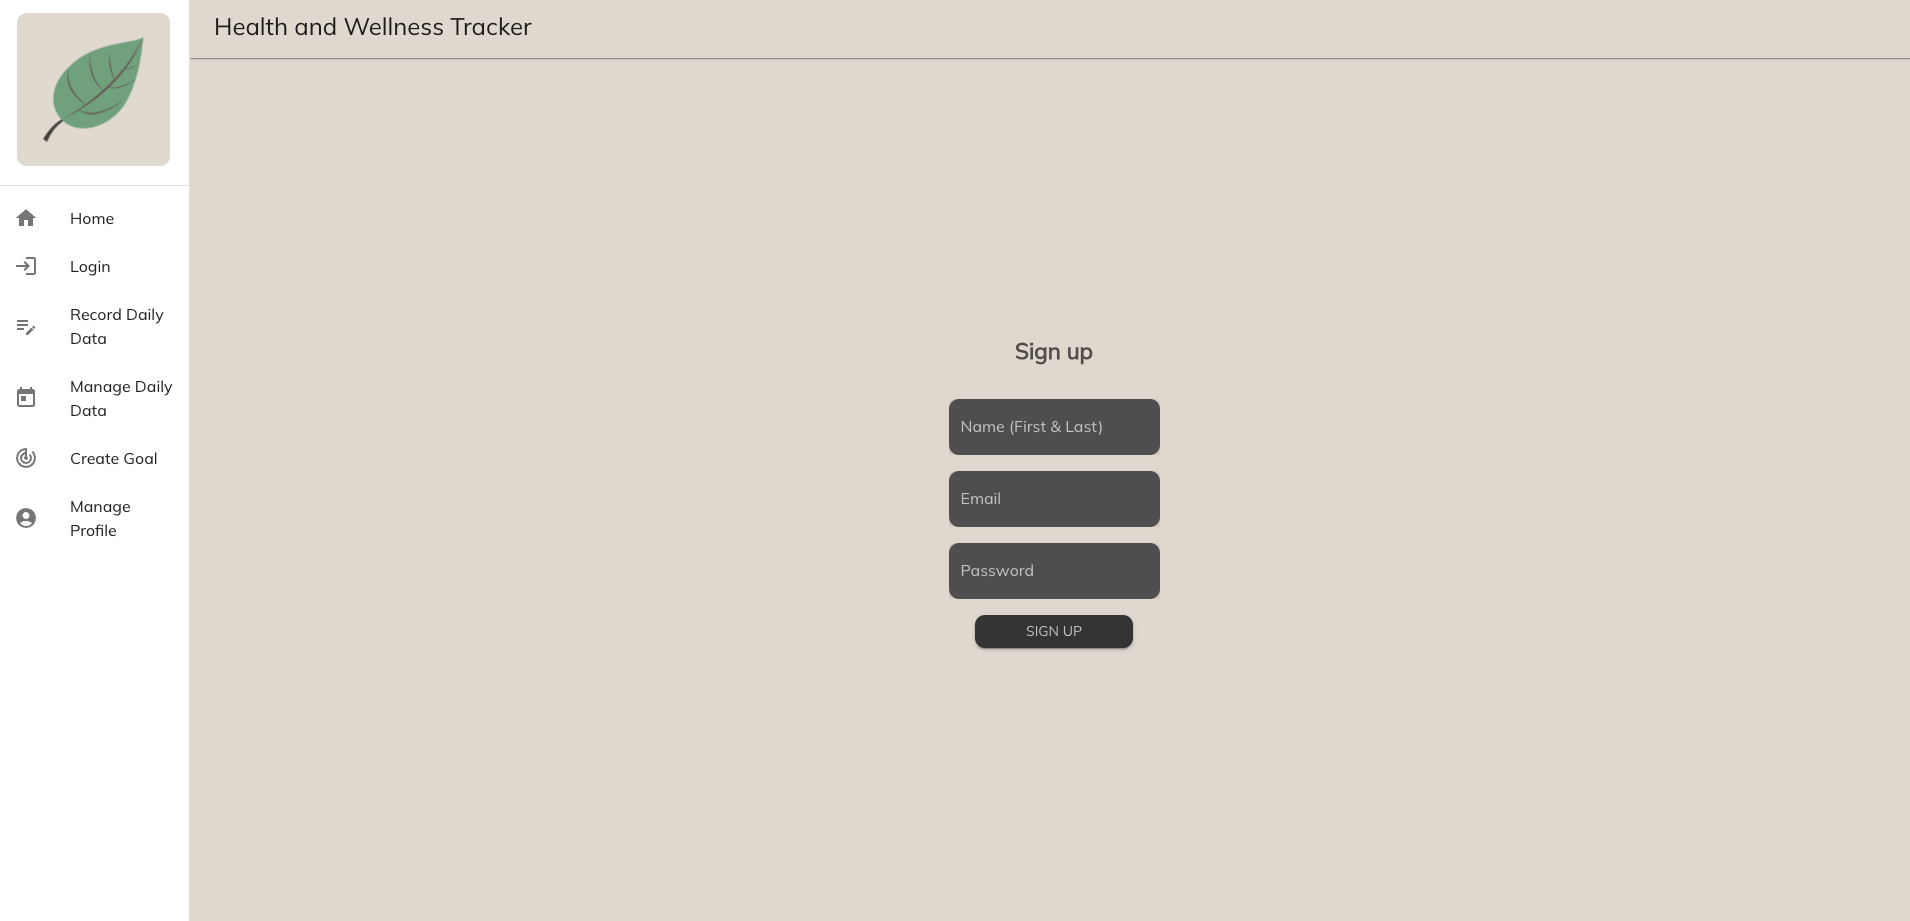 Health and Wellness Tracker
Home
Login
Record Daily
Data
Manage Daily
Data
Create Goal
Manage
Profile
Sign up
Name (First & Last)
Email
Password
SIGN UP